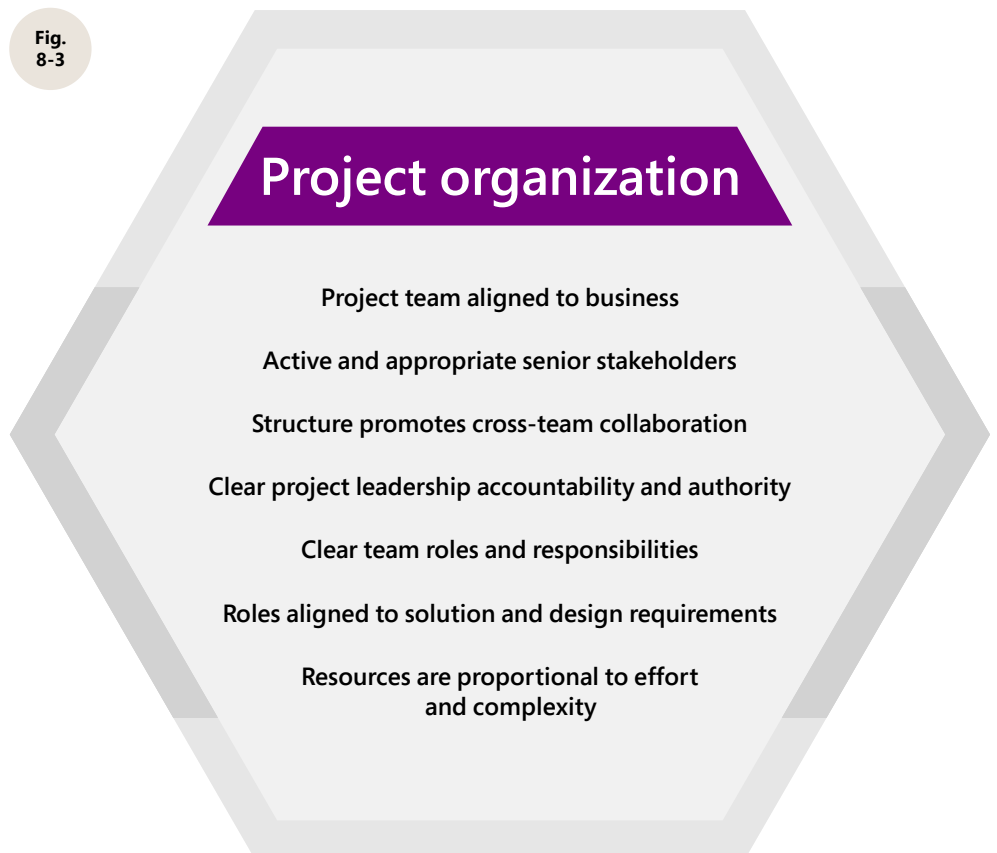 Fig.
8-3
Project organization
Project team aligned to business
Active and appropriate senior stakeholders
Structure promotes cross-team collaboration
Clear project leadership accountability and authority
Clear team roles and responsibilities
Roles aligned to solution and design requirements
Resources are proportional to effort
and complexity